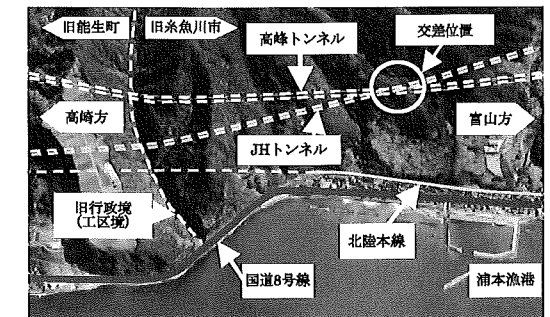 旧能生町
旧糸魚川市
高峰トンネル
交差位置
高崎方
富山方
JHトンネル
旧行政境
(工区境)
北陸本線
国道8号線
浦本漁港